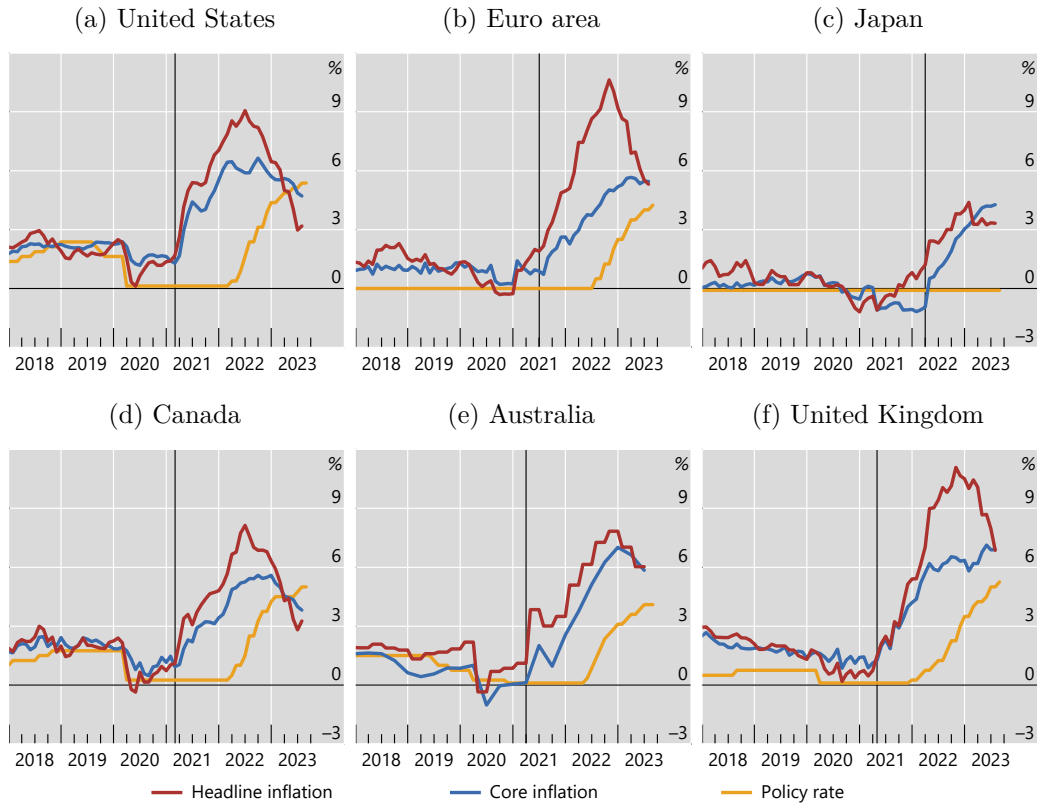 (a) United States
(b) Euro area
(c) Japan
%
9
6
3
0
−3
2018 2019 2020 2021 2022 2023
%
9
6
3
0
−3
2018 2019 2020 2021 2022 2023
%
9
6
3
0
−3
2018 2019 2020 2021 2022 2023
(d) Canada
(e) Australia
(f) United Kingdom
%
9
6
3
0
−3
2018 2019 2020 2021 2022 2023
%
9
6
3
0
−3
2018 2019 2020 2021 2022 2023
%
9
6
3
0
−3
2018 2019 2020 2021 2022 2023
Headline inflation
Core inflation
Policy rate